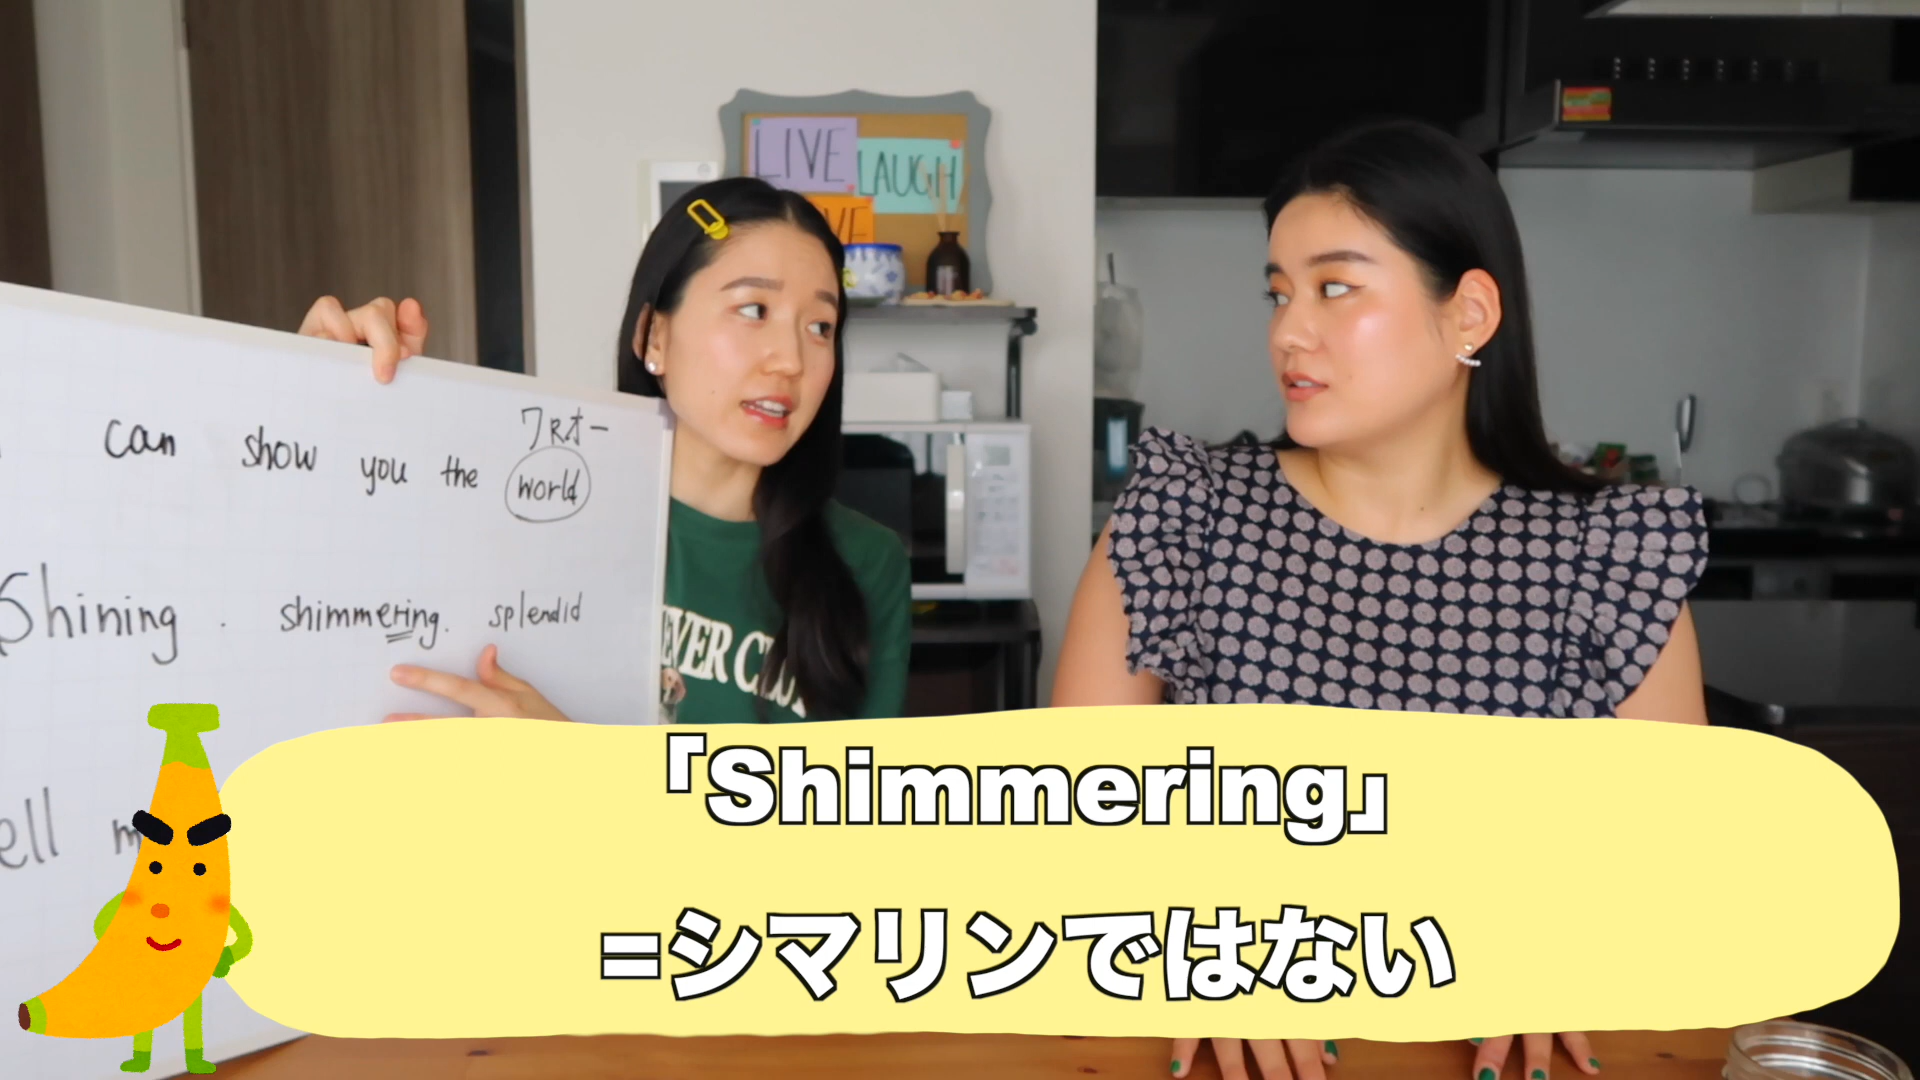 LIVE
LAUGH
ワRオー
can show you the world
Shining. shimmering. splendid
「Shimmering」
=シマリンではない